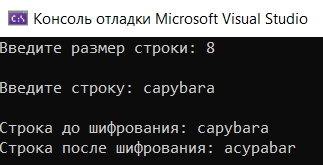 Консоль отладки Microsoft Visual Studio
Введите размер строки: 8
Введите строку: capybara
Строка до шифрования: capybara
Строка после шифрования: acypabar